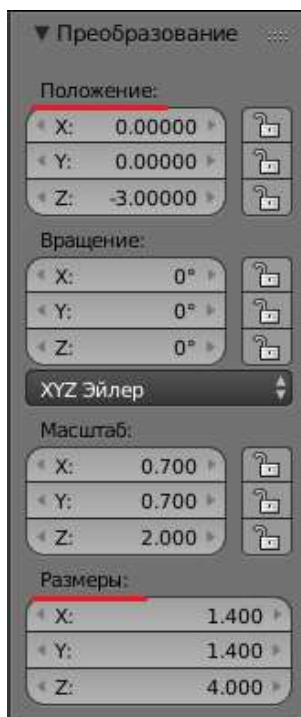 Преобразование
Положение:
X: 0.00000
Y: 0.00000
Z: -3.00000
Вращение:
X: 0°
Y: 0°
Z: 0°
XYZ Эйлер
Масштаб:
X: 0.700
Y: 0.700
Z: 2.000
Размеры:
X: 1.400
Y: 1.400
Z: 4.000